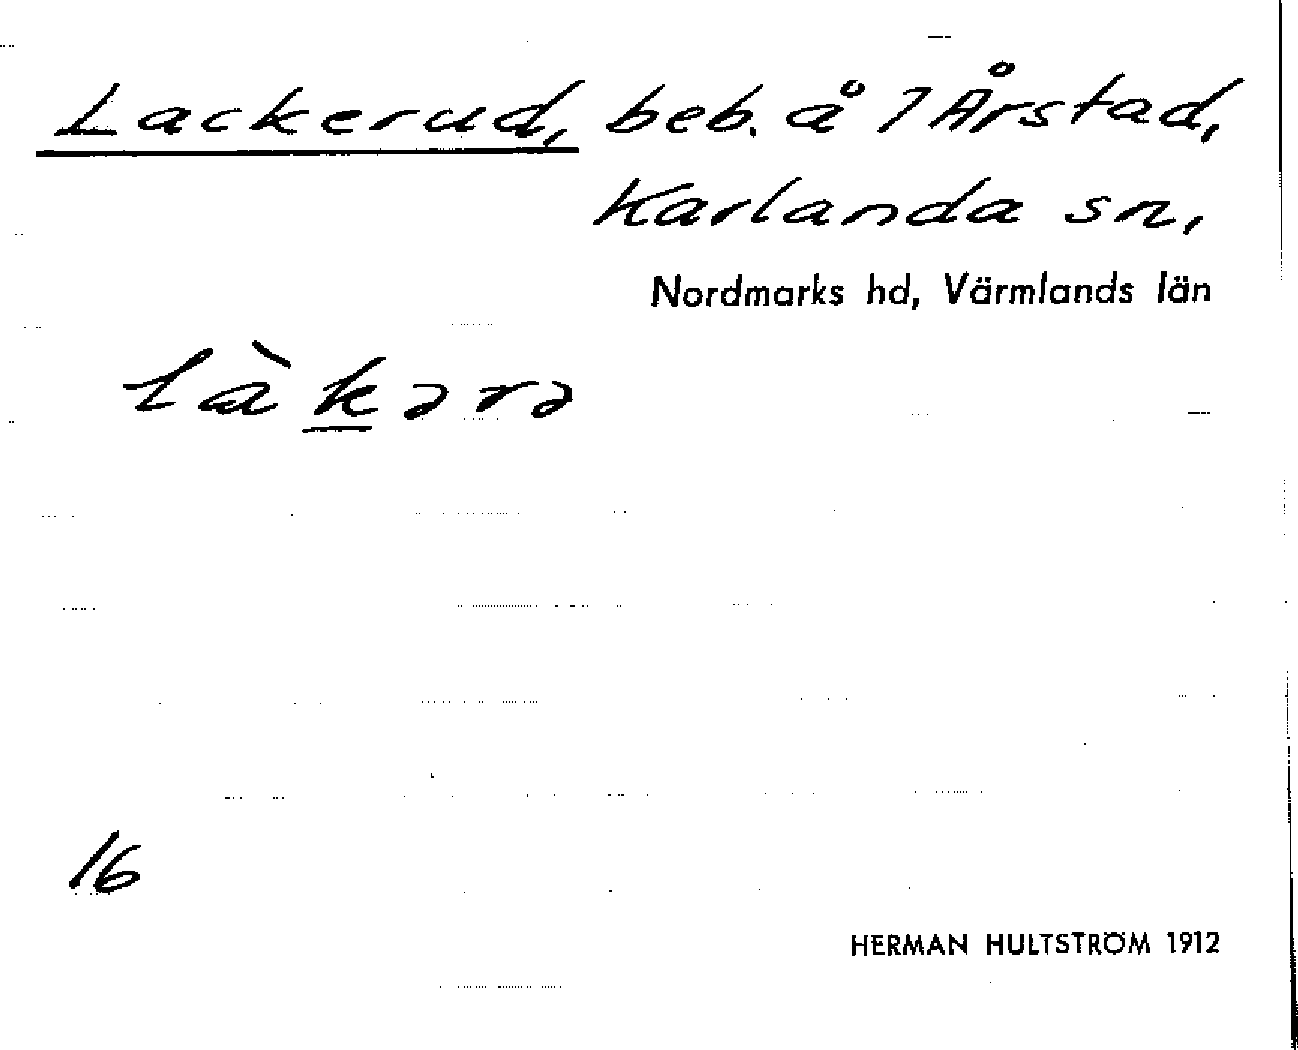 Lackerud, beb. å 7 Årstad,
Karlanda sn,
Nordmarks hd, Värmlands län
làkərə
16
HERMAN HULTSTRÖM 1912